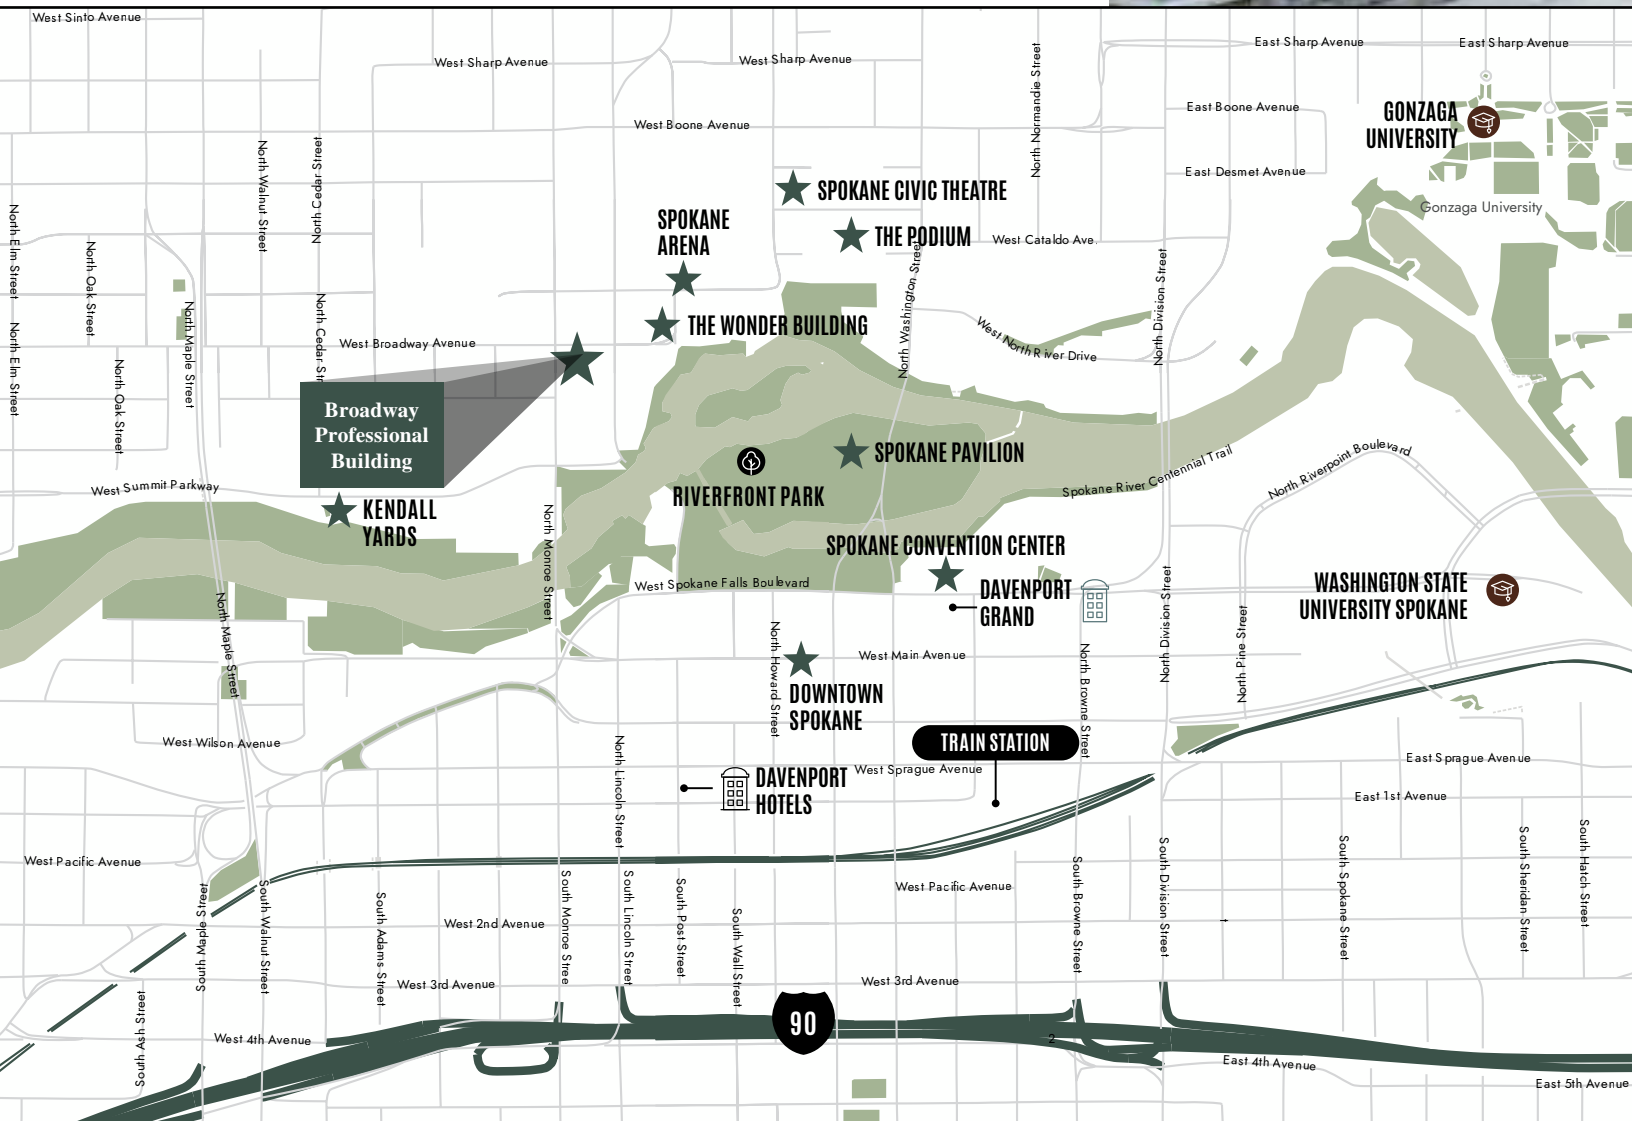 West Sinto Avenue
East Sharp Avenue
East Sharp Avenue
West Sharp Avenue
West Sharp Avenue
North Normandie Street
East Boone Avenue
GONZAGA
UNIVERSITY
West Boone Avenue
North Walnut Street
North Cedar Street
East Desmet Avenue
SPOKANE CIVIC THEATRE
Gonzaga University
North Elm Street
SPOKANE
ARENA
THE PODIUM
West Cataldo Ave.
North Oak Street
North Washington Street
North Division Street
North Maple Street
North Cedar Str
THE WONDER BUILDING
West North River Drive
North Elm Street
West Broadway Avenue
North Oak Street
Broadway
Professional
Building
SPOKANE PAVILION
North Riverpoint Boulevard
Spokane River Centennial Trail
RIVERFRONT PARK
West Summit Parkway
KENDALL
YARDS
North Monroe Street
SPOKANE CONVENTION CENTER
West Spokane Falls Boulevard
DAVENPORT
GRAND
North Division Street
WASHINGTON STATE
UNIVERSITY SPOKANE
North Maple Street
North Pine Street
North Howard Street
West Main Avenue
North Browne Street
DOWNTOWN
SPOKANE
West Wilson Avenue
TRAIN STATION
North Lincoln Street
East Sprague Avenue
West Sprague Avenue
DAVENPORT
HOTELS
East 1st Avenue
West Pacific Avenue
South Division Street
South Spokane Street
South Sheridan Street
South Hatch Street
South Browne Street
West Pacific Avenue
South Maple Street
South Walnut Street
South Adams Street
South Monroe Stree
South Lincoln Street
South Post Street
South Wall Street
West 2nd Avenue
t
West 3rd Avenue
West 3rd Avenue
South Ash Street
90
West 4th Avenue
2
East 4th Avenue
East 5th Avenue